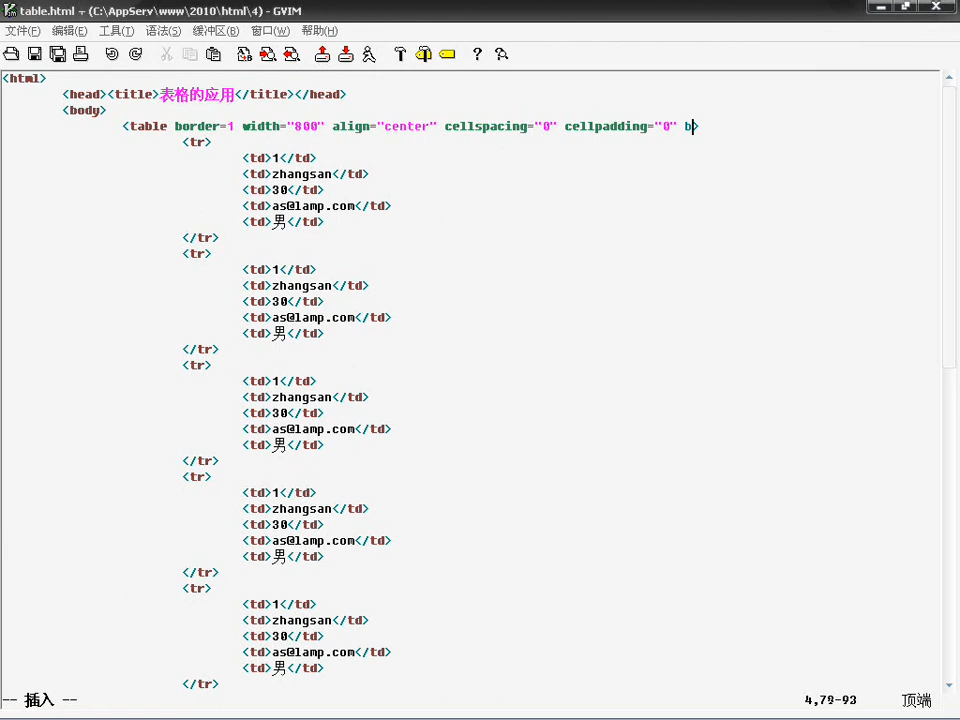 table.html + (C:\AppServ\www\2010\html\4) - GVIM
文件(F) 编辑(E) 工具(T) 语法(S) 缓冲区(B) 窗口(W) 帮助(H)
<html>
<head><title>表格的应用</title></head>
<body>
<table border=1 width="800" align="center" cellspacing="0" cellpadding="0" b>
<tr>
<td>1</td>
<td>zhangsan</td>
<td>30</td>
<td>as@lamp.com</td>
<td>男</td>
</tr>
<tr>
<td>1</td>
<td>zhangsan</td>
<td>30</td>
<td>as@lamp.com</td>
<td>男</td>
</tr>
<tr>
<td>1</td>
<td>zhangsan</td>
<td>30</td>
<td>as@lamp.com</td>
<td>男</td>
</tr>
<tr>
<td>1</td>
<td>zhangsan</td>
<td>30</td>
<td>as@lamp.com</td>
<td>男</td>
</tr>
<tr>
<td>1</td>
<td>zhangsan</td>
<td>30</td>
<td>as@lamp.com</td>
<td>男</td>
</tr>
-- 插入 -- 4,79-93 顶端